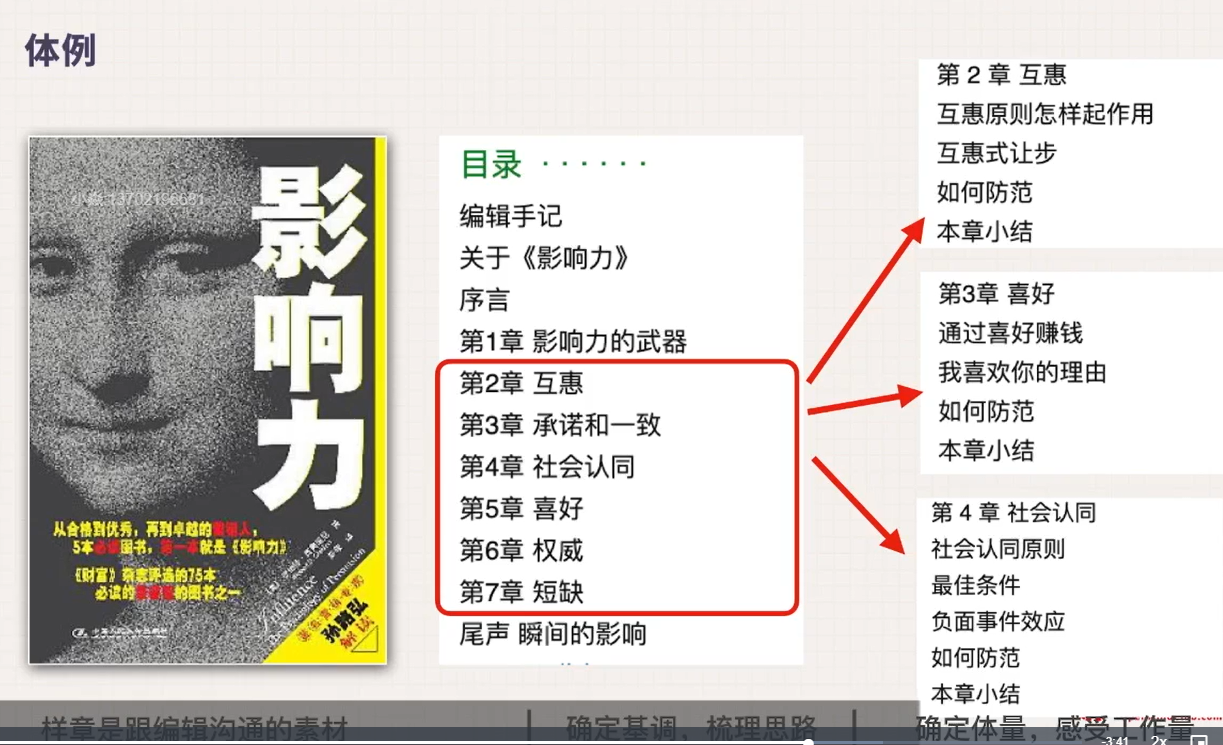 体例
影响力
从合格到优秀，再到卓越的营销人，
5本必读图书，第一本就是《影响力》
《财富》杂志评选的75本
必读的睿智的图书之一
目录 · · · · · ·
编辑手记
关于《影响力》
序言
第1章 影响力的武器
第2章 互惠
第3章 承诺和一致
第4章 社会认同
第5章 喜好
第6章 权威
第7章 短缺
尾声 瞬间的影响
第 2 章 互惠
互惠原则怎样起作用
互惠式让步
如何防范
本章小结
第3章 喜好
通过喜好赚钱
我喜欢你的理由
如何防范
本章小结
第 4 章 社会认同
社会认同原则
最佳条件
负面事件效应
如何防范
本章小结
样章是跟编辑沟通的素材
确定基调，梳理思路
确定体量，感受工作量
-3:41
2x